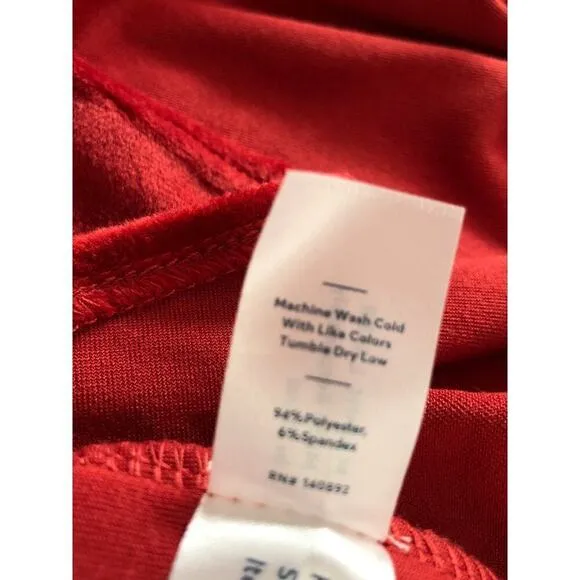 Machine Wash Cold
With Like Colors
Tumble Dry Low
94% Polyester,
6% Spandex
RN# 140892